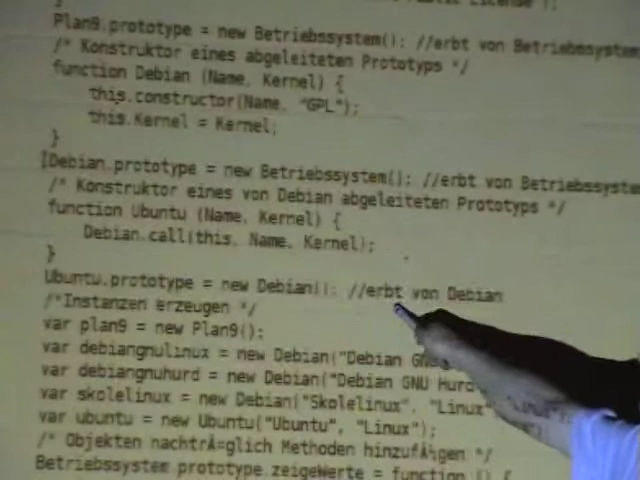 }
Plan9.prototype = new Betriebssystem(); //erbt von Betriebssystem
/* Konstruktor eines abgeleiteten Prototyps */
function Debian (Name, Kernel) {
this.constructor(Name, "GPL");
this.Kernel = Kernel;
}
Debian.prototype = new Betriebssystem(); //erbt von Betriebssystem
/* Konstruktor eines von Debian abgeleiteten Prototyps */
function Ubuntu (Name, Kernel) {
Debian.call(this, Name, Kernel);
}
Ubuntu.prototype = new Debian(); //erbt von Debian
/*Instanzen erzeugen */
var plan9 = new Plan9();
var debiangnulinux = new Debian("Debian
var debiangnuhurd = new Debian("Debian GNU Hurd
var skolelinux = new Debian("Skolelinux", "Linux"
var ubuntu = new Ubuntu("Ubuntu", "Linux");
/* Objekten nachtrÃ¤glich Methoden hinzufÃ¼gen */
Betriebssystem.prototype.zeigeWerte = function () {